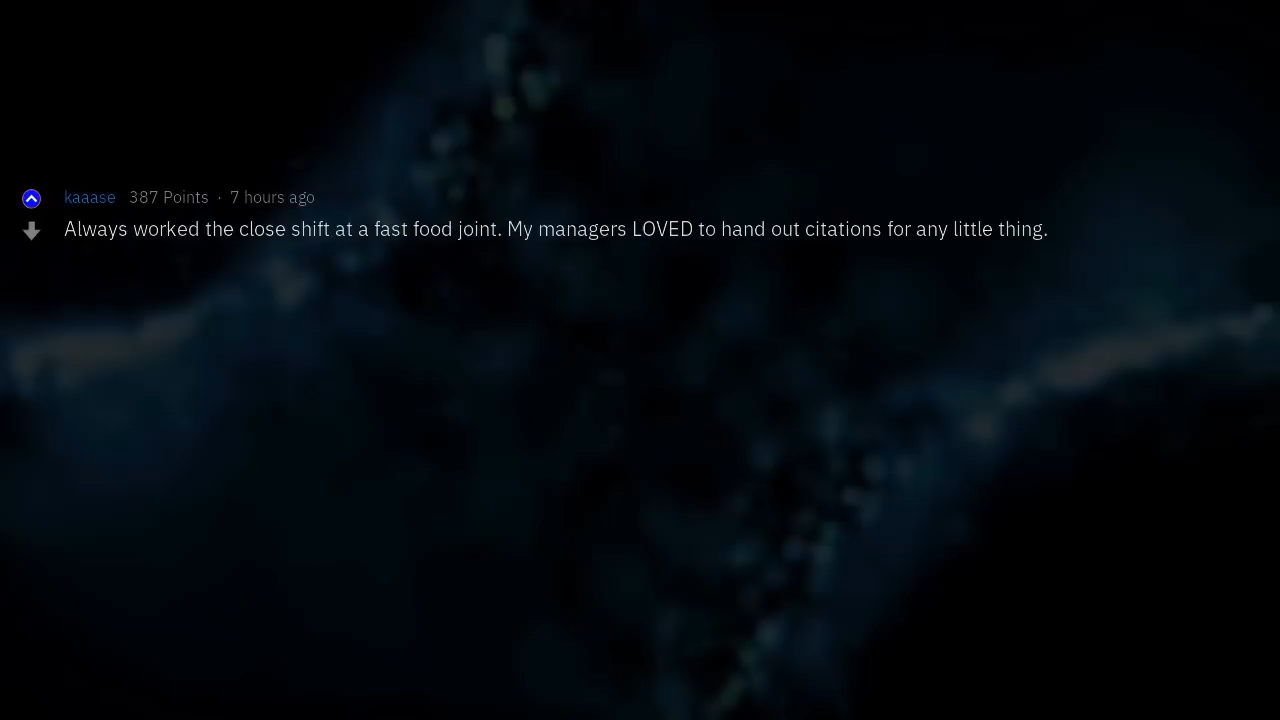 kaaase 387 Points · 7 hours ago
Always worked the close shift at a fast food joint. My managers LOVED to hand out citations for any little thing.